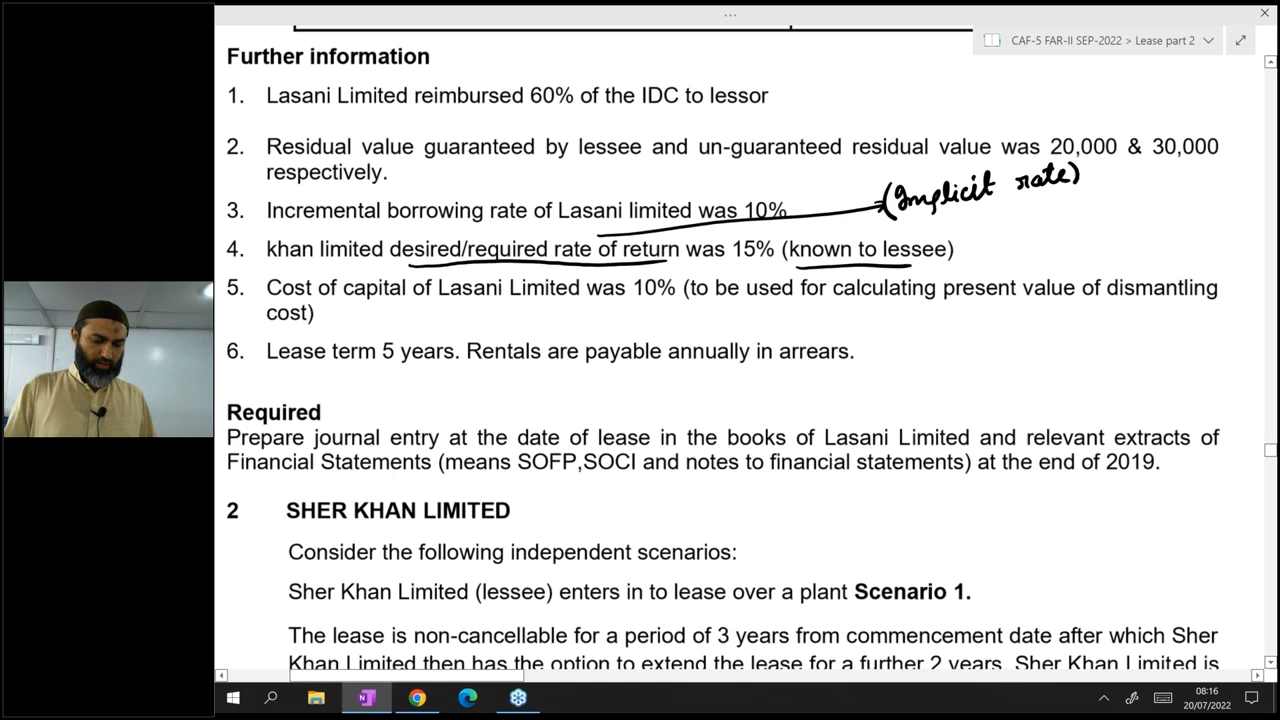 CAF-5 FAR-II SEP-2022 > Lease part 2
Further information
1. Lasani Limited reimbursed 60% of the IDC to lessor
2. Residual value guaranteed by lessee and un-guaranteed residual value was 20,000 & 30,000
respectively.
(Implicit rate)
3. Incremental borrowing rate of Lasani limited was 10%
4. khan limited desired/required rate of return was 15% (known to lessee)
5. Cost of capital of Lasani Limited was 10% (to be used for calculating present value of dismantling
cost)
6. Lease term 5 years. Rentals are payable annually in arrears.
Required
Prepare journal entry at the date of lease in the books of Lasani Limited and relevant extracts of
Financial Statements (means SOFP,SOCI and notes to financial statements) at the end of 2019.
2 SHER KHAN LIMITED
Consider the following independent scenarios:
Sher Khan Limited (lessee) enters in to lease over a plant Scenario 1.
The lease is non-cancellable for a period of 3 years from commencement date after which Sher
Khan Limited then has the option to extend the lease for a further 2 years. Sher Khan Limited is
08:16
20/07/2022